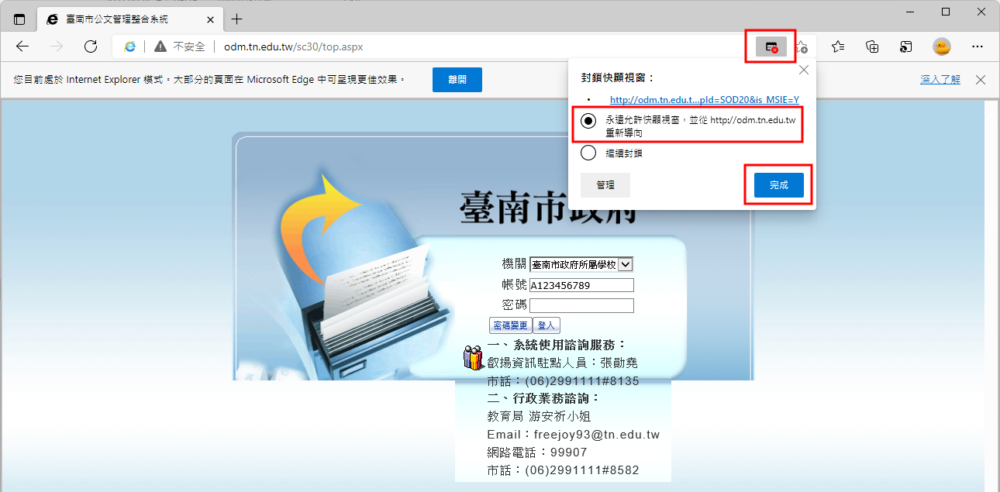 臺南市公文管理整合系統
不安全
odm.tn.edu.tw/sc30/top.aspx
您目前處於 Internet Explorer 模式。大部分的頁面在 Microsoft Edge 中可呈現更佳效果。
離開
深入了解
封鎖快顯視窗：
• http://odm.tn.edu.t...pId=SOD20&is_MSIE=Y
永遠允許快顯視窗，並從 http://odm.tn.edu.tw
重新導向
繼續封鎖
管理
完成
臺南市政府
機關 臺南市政府所屬學校
帳號 A123456789
密碼
密碼變更 登入
一、系統使用諮詢服務：
叡揚資訊駐點人員：張勛堯
市話：(06)2991111#8135
二、行政業務諮詢：
教育局 游安祈小姐
Email：freejoy93@tn.edu.tw
網路電話：99907
市話：(06)2991111#8582